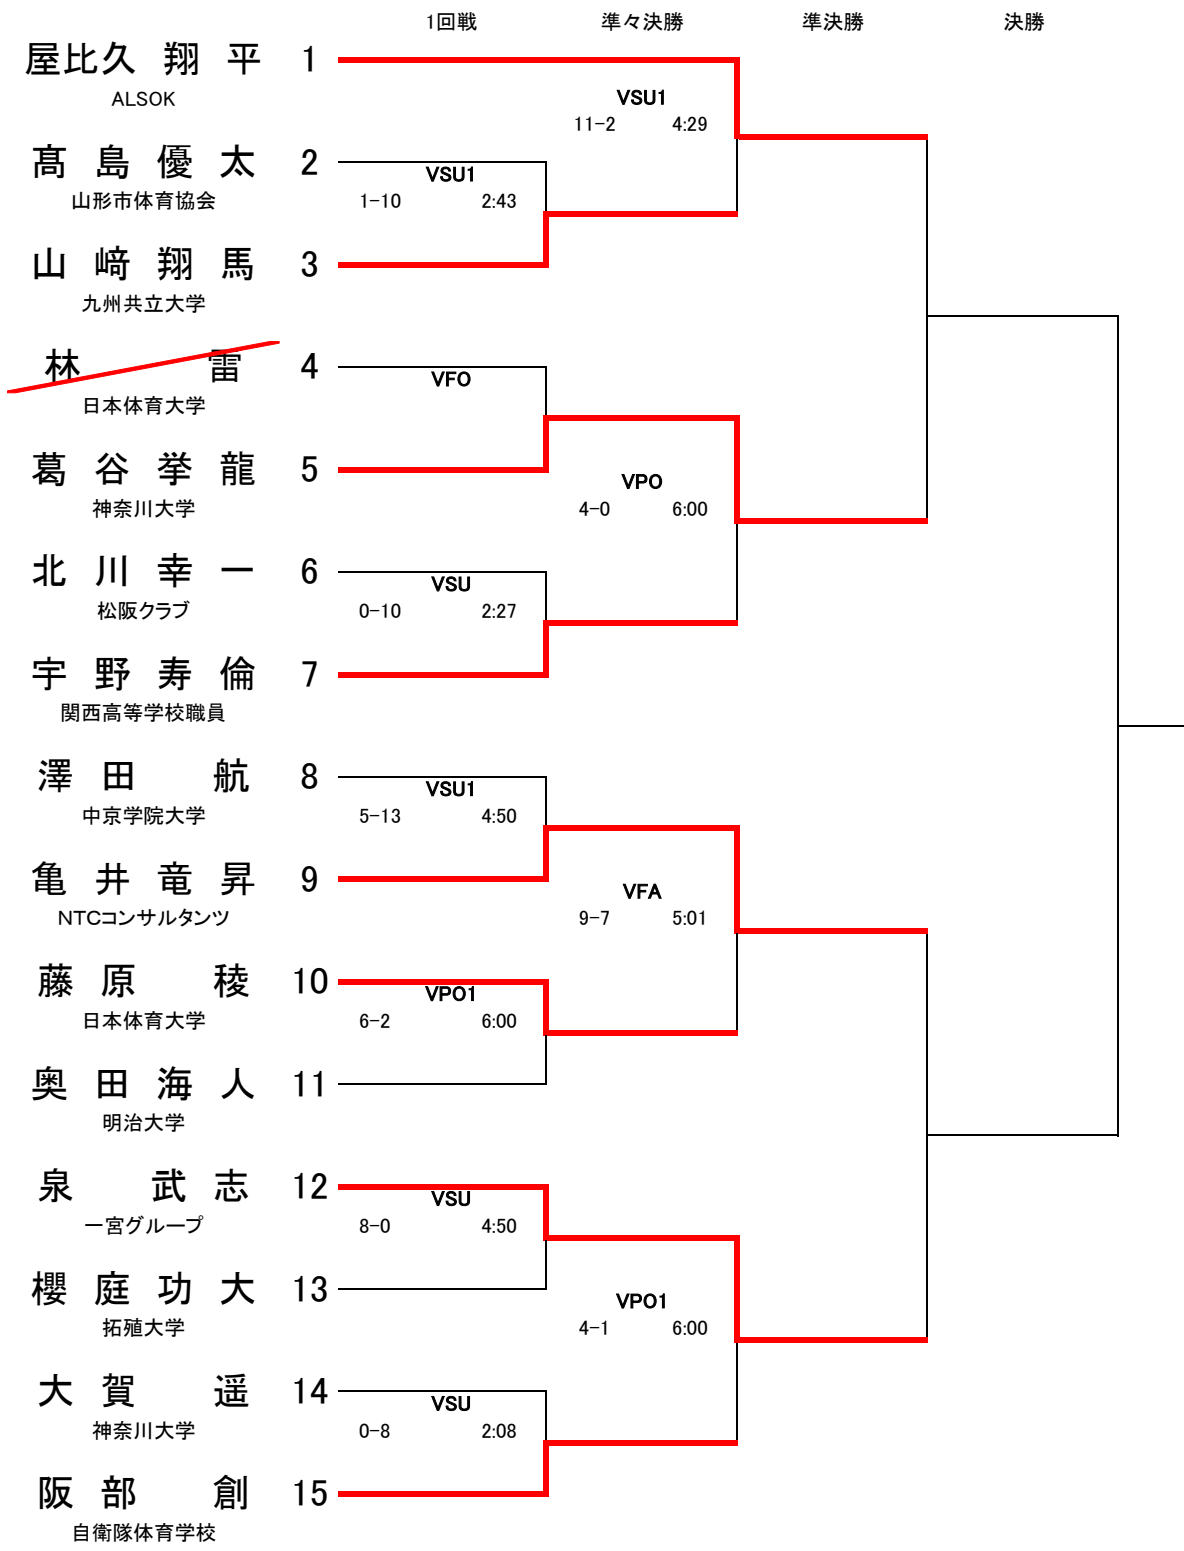 1回戦 準々決勝 準決勝 決勝
屋比久 翔 平 1
ALSOK
VSU1
11-2 4:29
髙 島 優 太 2
山形市体育協会
VSU1
1-10 2:43
山 﨑 翔 馬 3
九州共立大学
林 雷 4
日本体育大学
VFO
葛 谷 挙 龍 5
神奈川大学
VPO
4-0 6:00
北 川 幸 一 6
松阪クラブ
VSU
0-10 2:27
宇 野 寿 倫 7
関西高等学校職員
澤 田 航 8
中京学院大学
VSU1
5-13 4:50
亀 井 竜 昇 9
NTCコンサルタンツ
VFA
9-7 5:01
藤 原 稜 10
日本体育大学
VPO1
6-2 6:00
奥 田 海 人 11
明治大学
泉 武 志 12
一宮グループ
VSU
8-0 4:50
櫻 庭 功 大 13
拓殖大学
VPO1
4-1 6:00
大 賀 遥 14
神奈川大学
VSU
0-8 2:08
阪 部 創 15
自衛隊体育学校